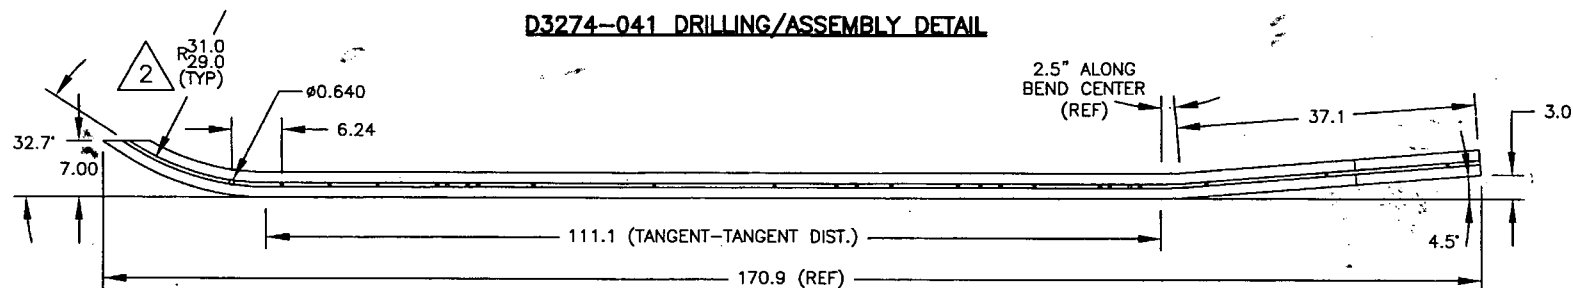 D3274-041 DRILLING/ASSEMBLY DETAIL
2
R31.0
29.0
(TYP)
Ø0.640
6.24
2.5" ALONG
BEND CENTER
(REF)
37.1
3.0
32.7°
7.00
111.1 (TANGENT-TANGENT DIST.)
4.5°
170.9 (REF)